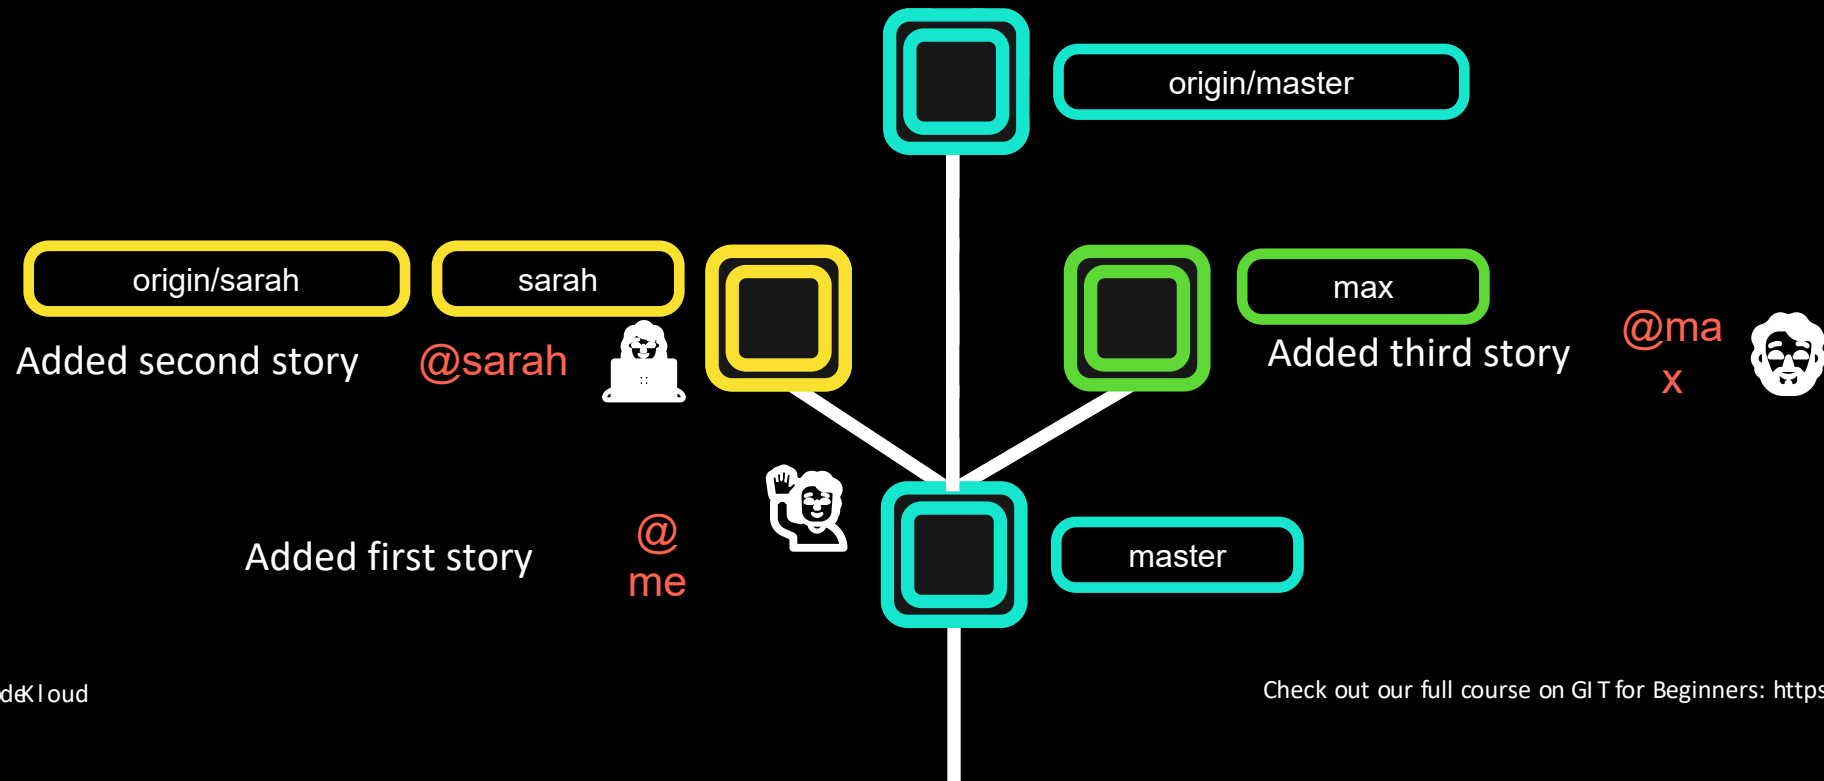 origin/master
origin/sarah
sarah
max
Added second story
@sarah
Added third story
@ma
x
Added first story
@
me
master
deKloud
Check out our full course on GIT for Beginners: https